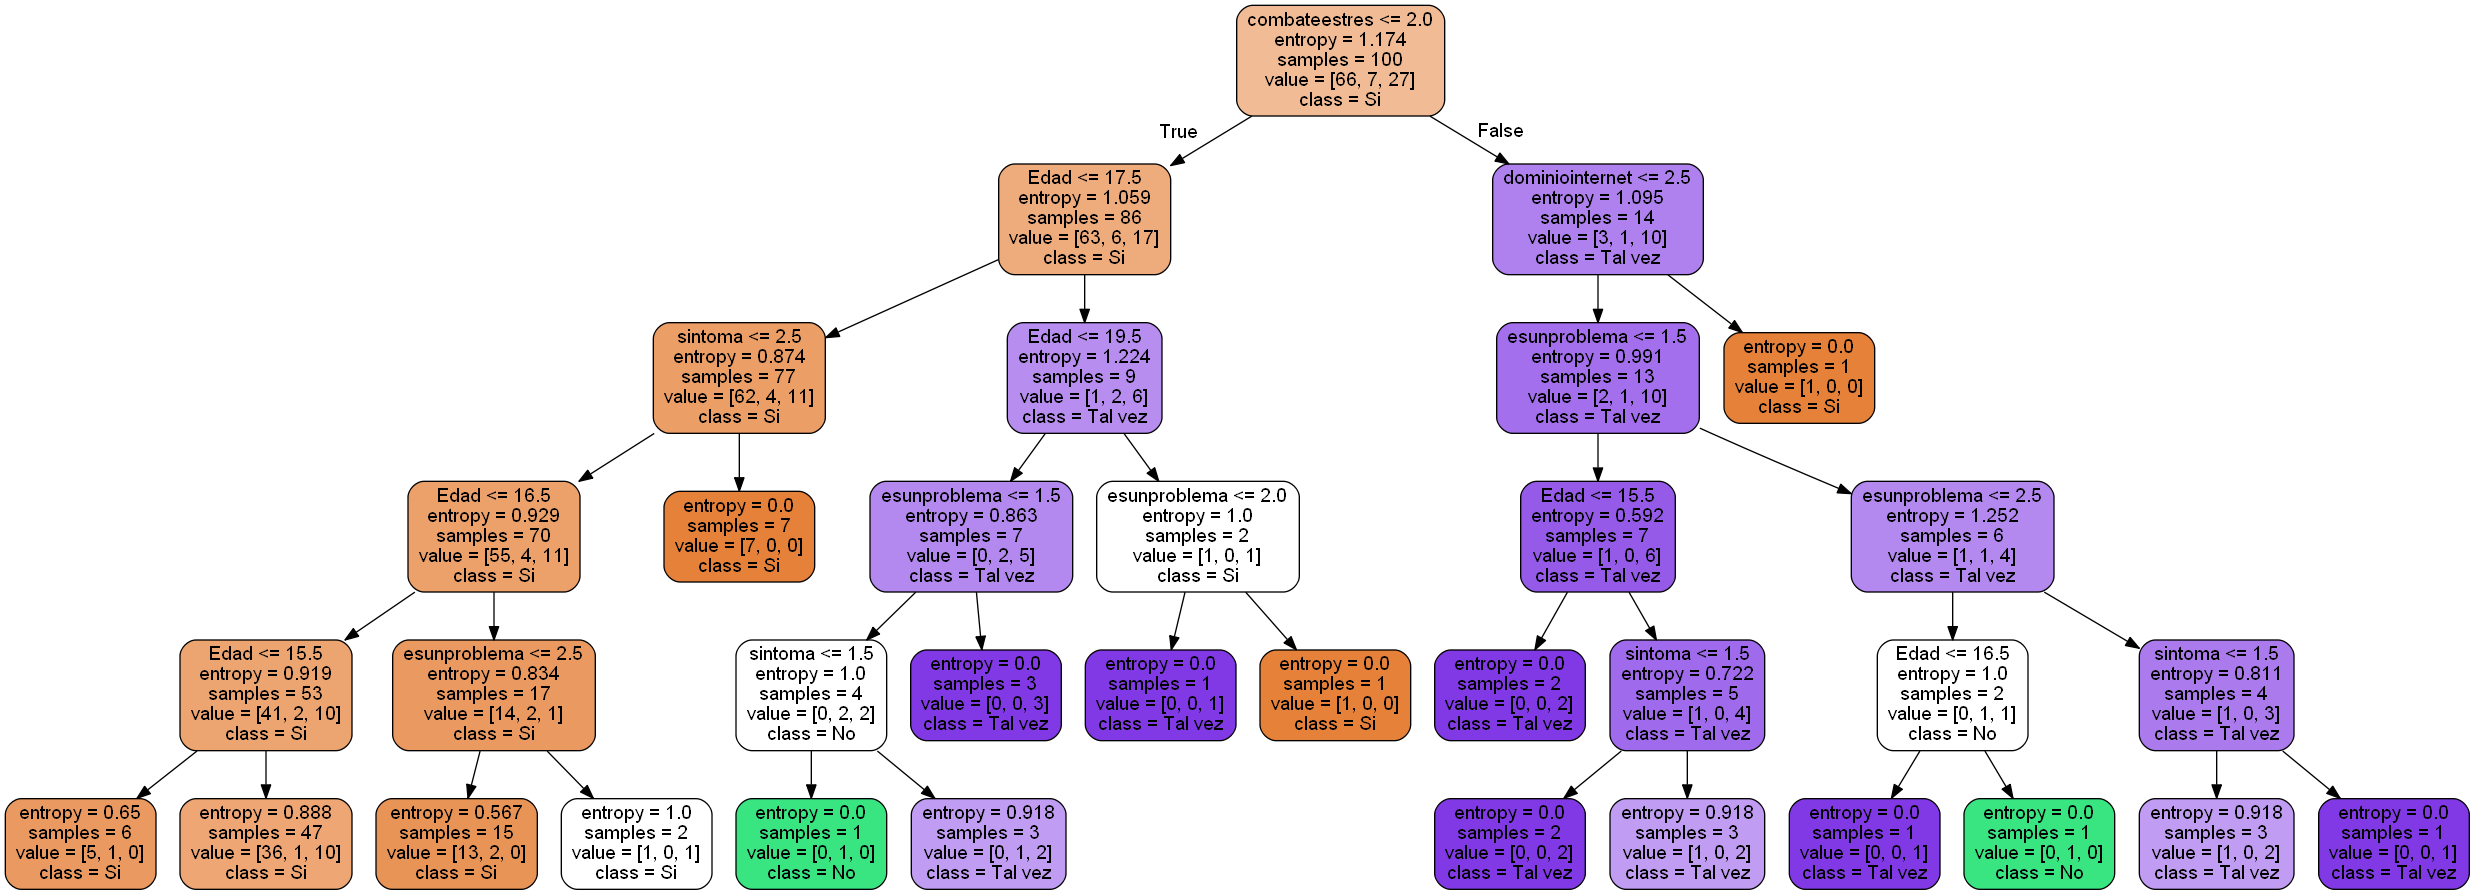 combateestres <= 2.0
entropy = 1.174
samples = 100
value = [66, 7, 27]
class = Si
True
False
Edad <= 17.5
entropy = 1.059
samples = 86
value = [63, 6, 17]
class = Si
dominiointernet <= 2.5
entropy = 1.095
samples = 14
value = [3, 1, 10]
class = Tal vez
sintoma <= 2.5
entropy = 0.874
samples = 77
value = [62, 4, 11]
class = Si
Edad <= 19.5
entropy = 1.224
samples = 9
value = [1, 2, 6]
class = Tal vez
esunproblema <= 1.5
entropy = 0.991
samples = 13
value = [2, 1, 10]
class = Tal vez
entropy = 0.0
samples = 1
value = [1, 0, 0]
class = Si
Edad <= 16.5
entropy = 0.929
samples = 70
value = [55, 4, 11]
class = Si
entropy = 0.0
samples = 7
value = [7, 0, 0]
class = Si
esunproblema <= 1.5
entropy = 0.863
samples = 7
value = [0, 2, 5]
class = Tal vez
esunproblema <= 2.0
entropy = 1.0
samples = 2
value = [1, 0, 1]
class = Si
Edad <= 15.5
entropy = 0.592
samples = 7
value = [1, 0, 6]
class = Tal vez
esunproblema <= 2.5
entropy = 1.252
samples = 6
value = [1, 1, 4]
class = Tal vez
Edad <= 15.5
entropy = 0.919
samples = 53
value = [41, 2, 10]
class = Si
esunproblema <= 2.5
entropy = 0.834
samples = 17
value = [14, 2, 1]
class = Si
sintoma <= 1.5
entropy = 1.0
samples = 4
value = [0, 2, 2]
class = No
entropy = 0.0
samples = 3
value = [0, 0, 3]
class = Tal vez
entropy = 0.0
samples = 1
value = [0, 0, 1]
class = Tal vez
entropy = 0.0
samples = 1
value = [1, 0, 0]
class = Si
entropy = 0.0
samples = 2
value = [0, 0, 2]
class = Tal vez
sintoma <= 1.5
entropy = 0.722
samples = 5
value = [1, 0, 4]
class = Tal vez
Edad <= 16.5
entropy = 1.0
samples = 2
value = [0, 1, 1]
class = No
sintoma <= 1.5
entropy = 0.811
samples = 4
value = [1, 0, 3]
class = Tal vez
entropy = 0.65
samples = 6
value = [5, 1, 0]
class = Si
entropy = 0.888
samples = 47
value = [36, 1, 10]
class = Si
entropy = 0.567
samples = 15
value = [13, 2, 0]
class = Si
entropy = 1.0
samples = 2
value = [1, 0, 1]
class = Si
entropy = 0.0
samples = 1
value = [0, 1, 0]
class = No
entropy = 0.918
samples = 3
value = [0, 1, 2]
class = Tal vez
entropy = 0.0
samples = 2
value = [0, 0, 2]
class = Tal vez
entropy = 0.918
samples = 3
value = [1, 0, 2]
class = Tal vez
entropy = 0.0
samples = 1
value = [0, 0, 1]
class = Tal vez
entropy = 0.0
samples = 1
value = [0, 1, 0]
class = No
entropy = 0.918
samples = 3
value = [1, 0, 2]
class = Tal vez
entropy = 0.0
samples = 1
value = [0, 0, 1]
class = Tal vez